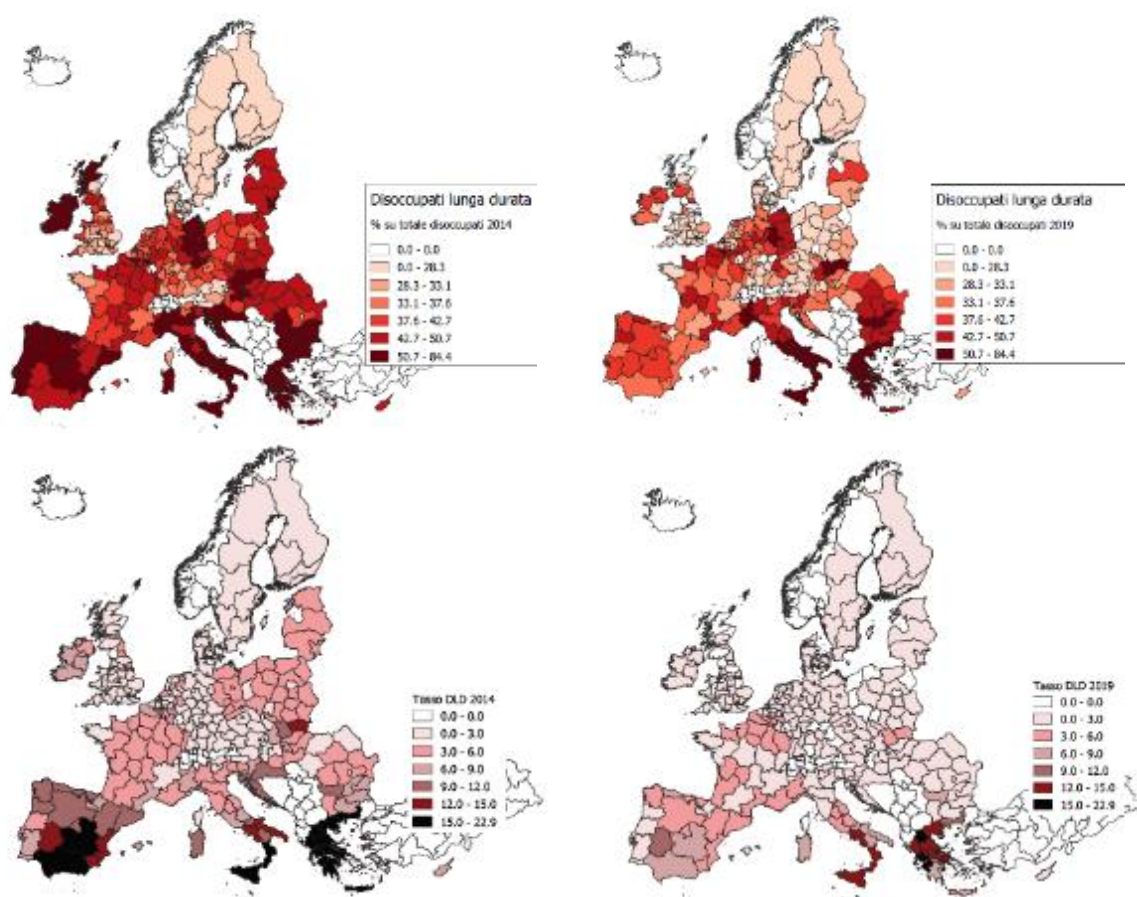 Disoccupati lunga durata
% su totale disoccupati 2014
0.0 - 0.0
0.0 - 28.3
28.3 - 33.1
33.1 - 37.6
37.6 - 42.7
42.7 - 50.7
50.7 - 84.4
Disoccupati lunga durata
% su totale disoccupati 2019
0.0 - 0.0
0.0 - 28.3
28.3 - 33.1
33.1 - 37.6
37.6 - 42.7
42.7 - 50.7
50.7 - 84.4
Tasso DLD 2014
0.0 - 0.0
0.0 - 3.0
3.0 - 6.0
6.0 - 9.0
9.0 - 12.0
12.0 - 15.0
15.0 - 22.9
Tasso DLD 2019
0.0 - 0.0
0.0 - 3.0
3.0 - 6.0
6.0 - 9.0
9.0 - 12.0
12.0 - 15.0
15.0 - 22.9